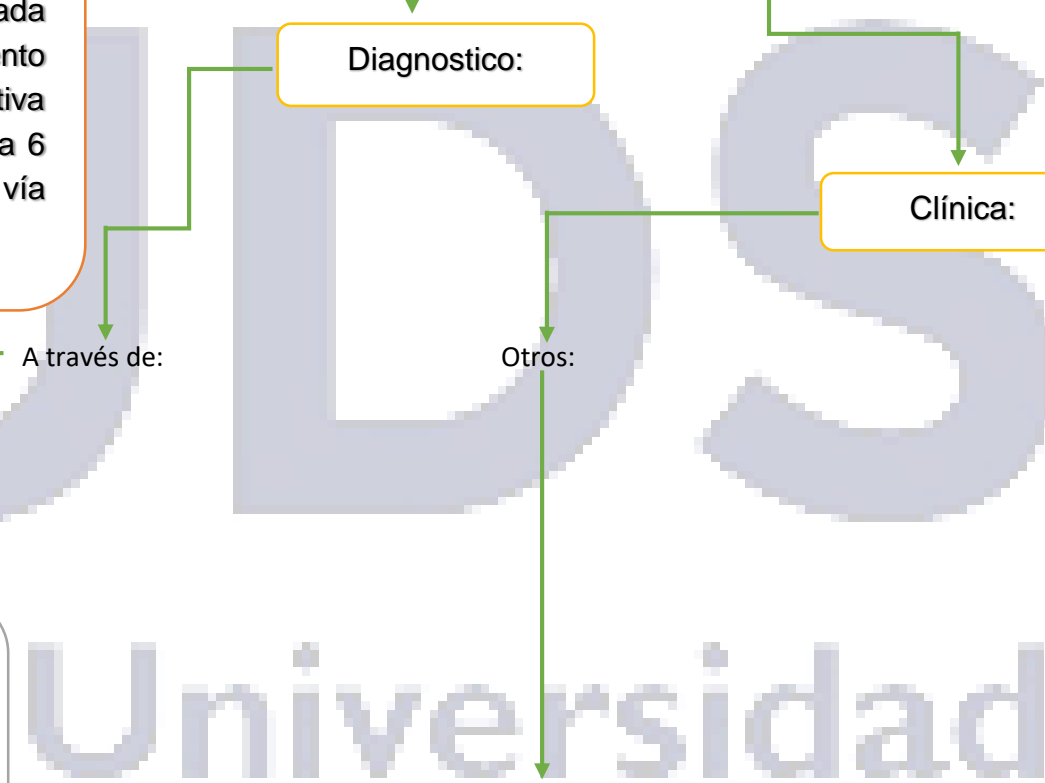 ada
nto
tiva
a 6
vía
Diagnostico:
Clínica:
A través de:
Otros:
UDS
Universidad